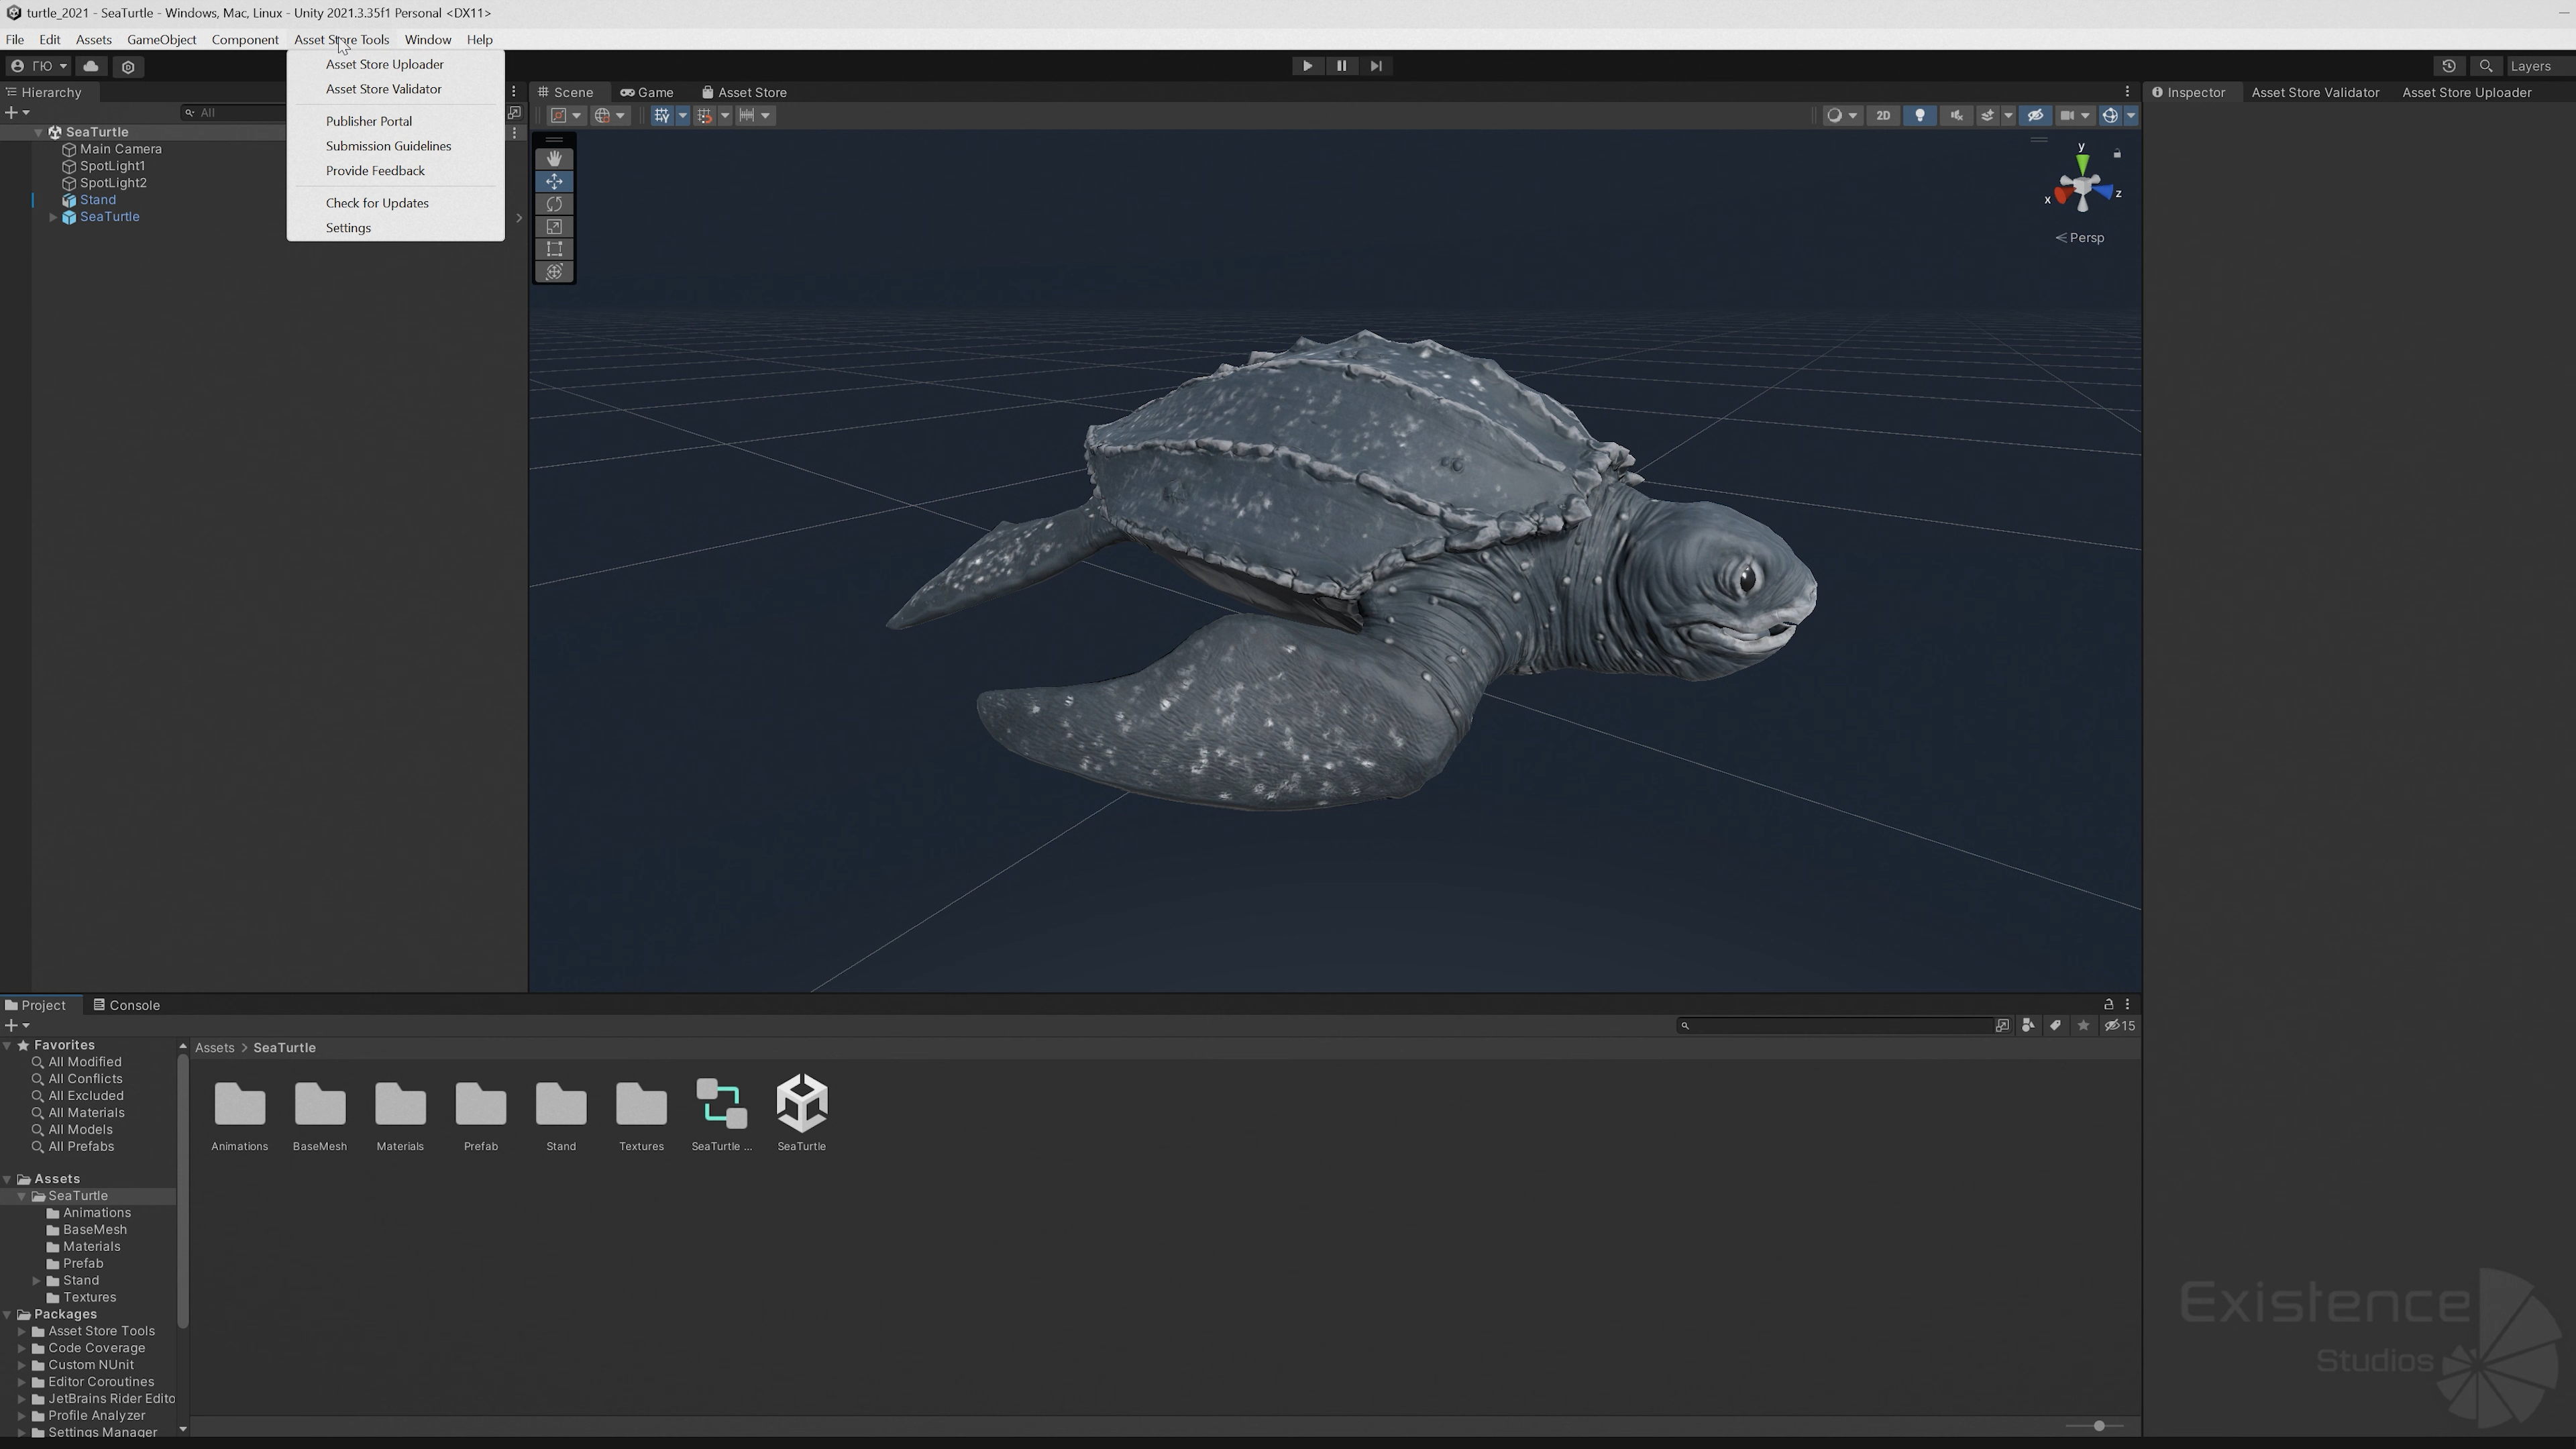 turtle_2021 - SeaTurtle - Windows, Mac, Linux - Unity 2021.3.35f1 Personal <DX11>
File Edit Assets GameObject Component Asset Store Tools Window Help
ГЮ
Layers
Asset Store Uploader
Asset Store Validator
Publisher Portal
Submission Guidelines
Provide Feedback
Check for Updates
Settings
Hierarchy
All
SeaTurtle
Main Camera
SpotLight1
SpotLight2
Stand
SeaTurtle
Scene Game Asset Store
2D
y
x
z
Persp
Inspector Asset Store Validator Asset Store Uploader
Project Console
15
Favorites
All Modified
All Conflicts
All Excluded
All Materials
All Models
All Prefabs
Assets
SeaTurtle
Animations
BaseMesh
Materials
Prefab
Stand
Textures
Packages
Asset Store Tools
Code Coverage
Custom NUnit
Editor Coroutines
JetBrains Rider Edito
Profile Analyzer
Settings Manager
Assets > SeaTurtle
Animations BaseMesh Materials Prefab Stand Textures SeaTurtle ... SeaTurtle
Existence
Studios